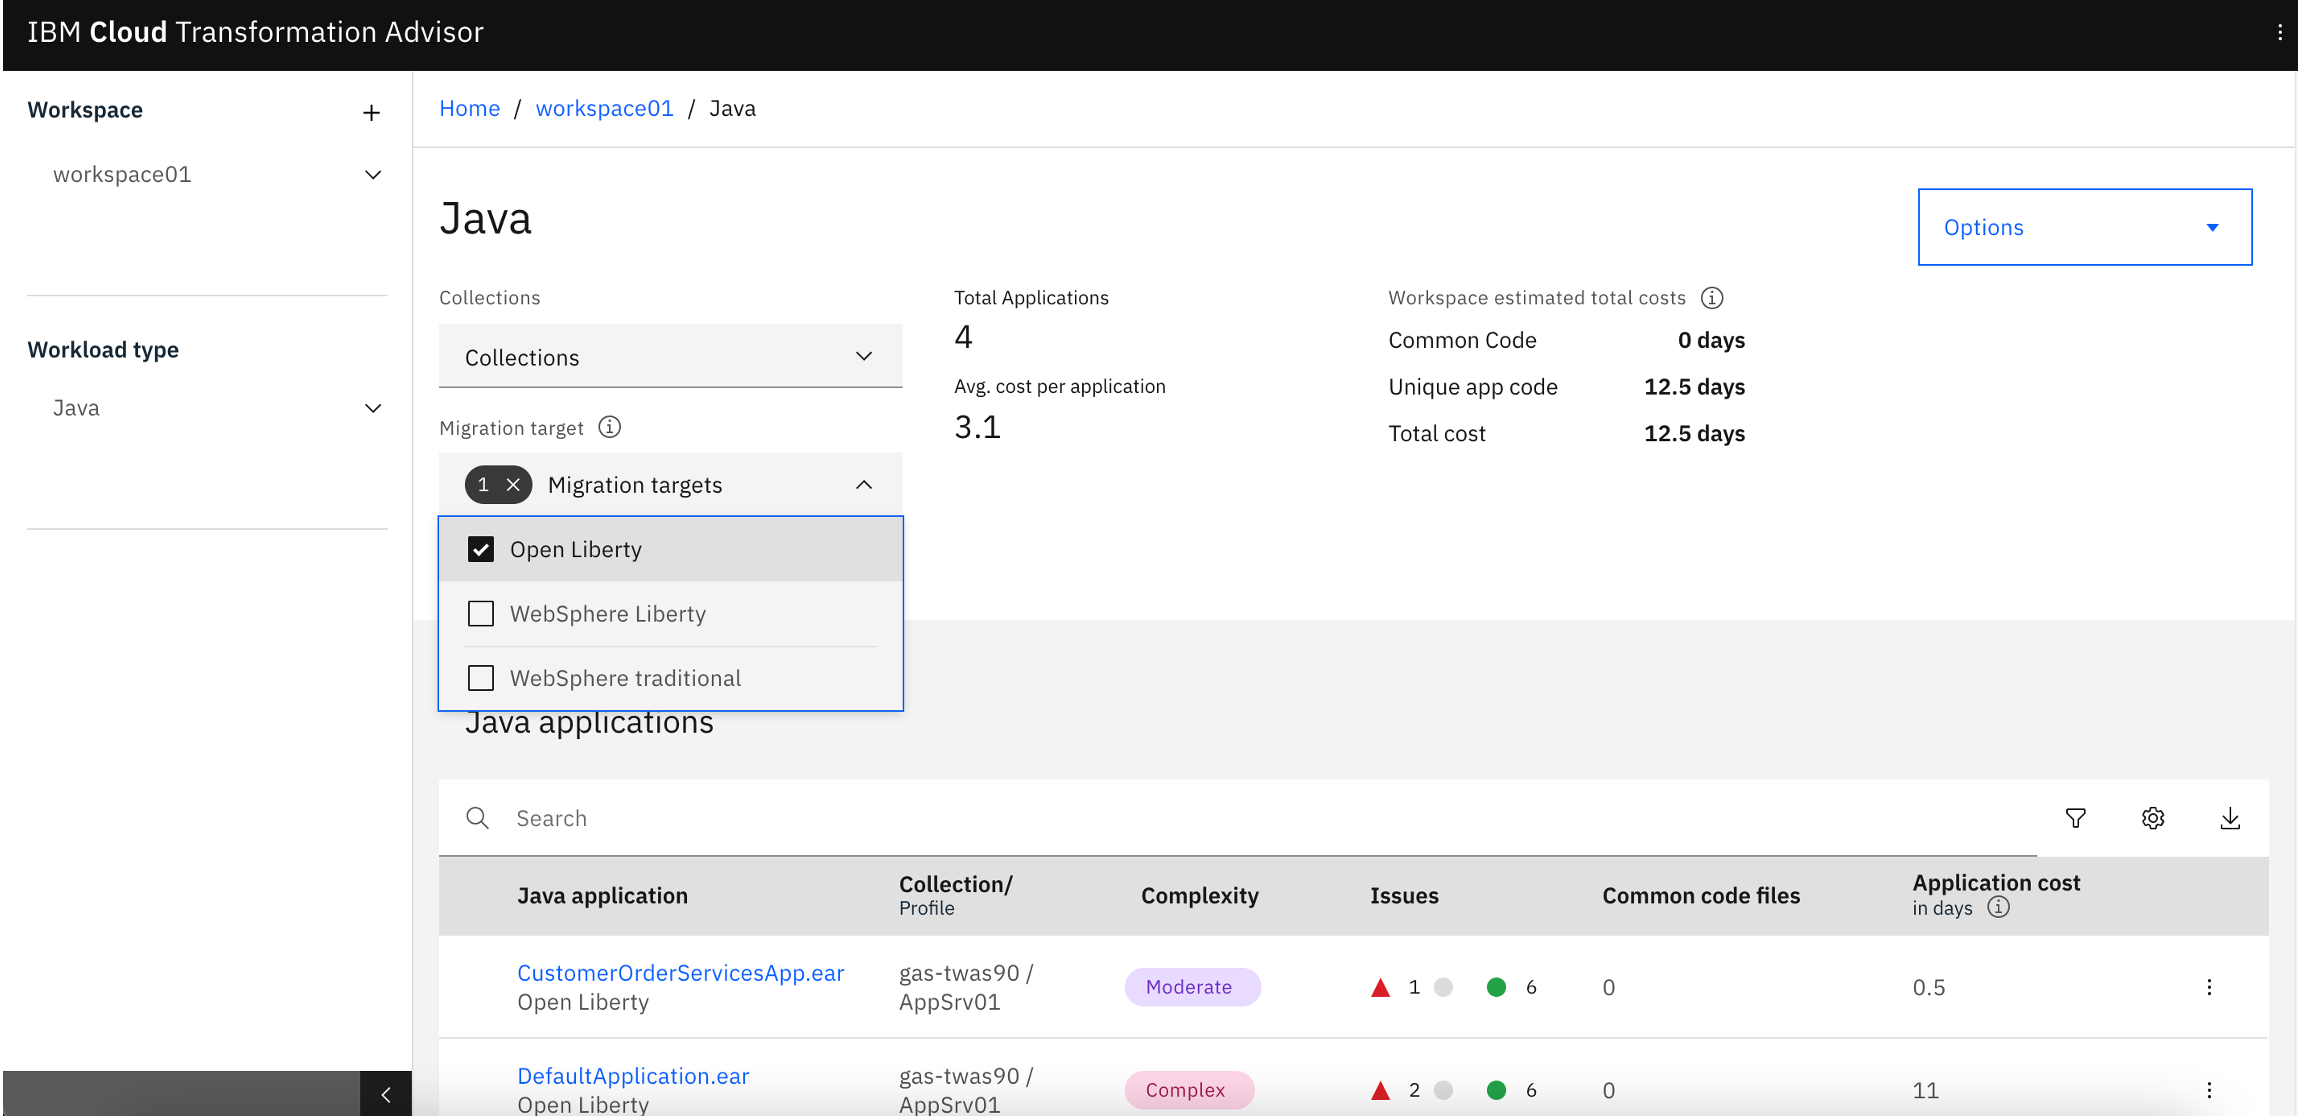 IBM Cloud Transformation Advisor
Workspace
workspace01
Workload type
Java
Home / workspace01 / Java
Java
Options
Collections
Collections
Migration target
1 Migration targets
Open Liberty
WebSphere Liberty
WebSphere traditional
Total Applications
4
Avg. cost per application
3.1
Workspace estimated total costs
Common Code 0 days
Unique app code 12.5 days
Total cost 12.5 days
Java applications
Search
Java application Collection/ Complexity Issues Common code files Application cost
Profile in days
CustomerOrderServicesApp.ear gas-twas90 / Moderate 1 6 0 0.5
Open Liberty AppSrv01
DefaultApplication.ear gas-twas90 / Complex 2 6 0 11
Open Liberty AppSrv01